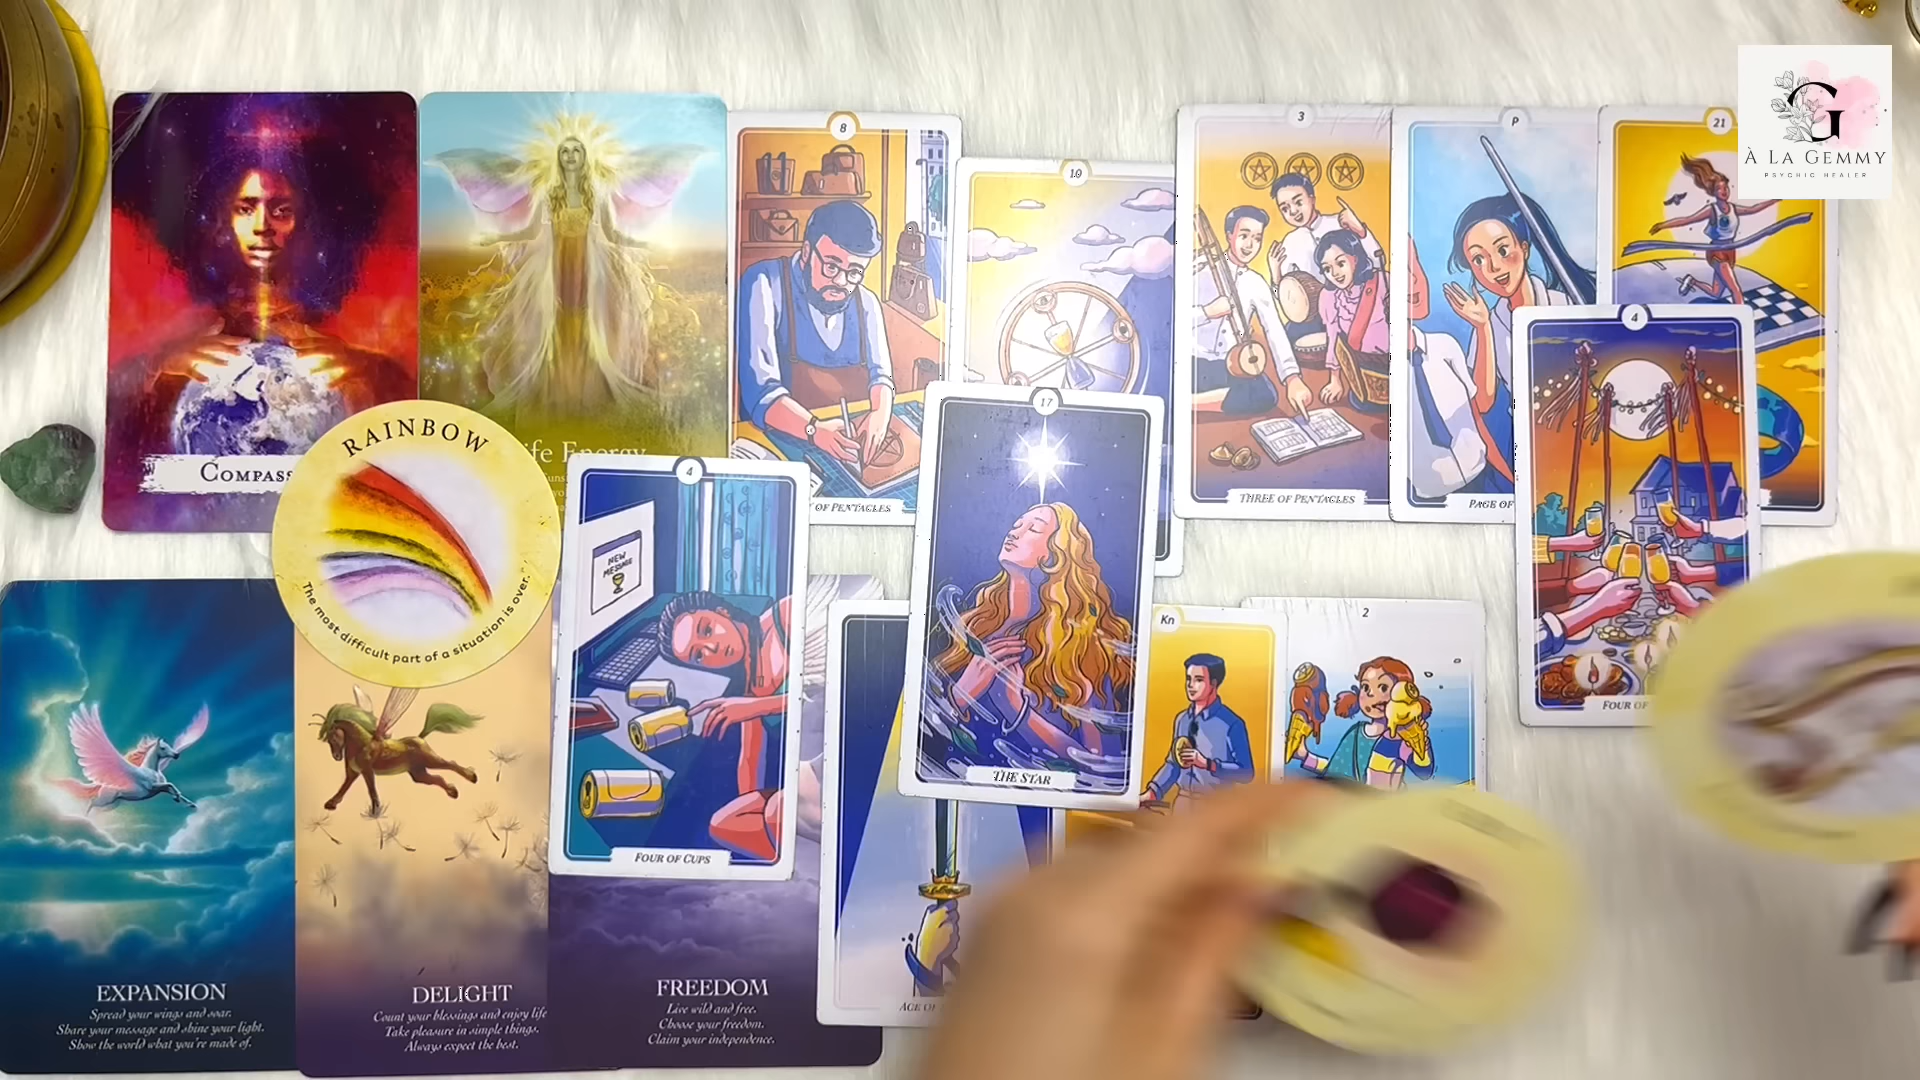 G
À LA GEMMY
PSYCHIC HEALER
8
10
3
P
21
COMPASS
ife Energy
RAINBOW
The most difficult part of a situation is over.
4
NEW
MESSAGE
FOUR OF CUPS
OF PENTACLES
17
THE STAR
THREE OF PENTACLES
PAGE OF
4
FOUR OF
Kn
2
AGE OF
EXPANSION
Spread your wings and soar.
Share your message and shine your light.
Show the world what you're made of.
DELIGHT
Count your blessings and enjoy life
Take pleasure in simple things.
Always expect the best.
FREEDOM
Live wild and free.
Choose your freedom.
Claim your independence.